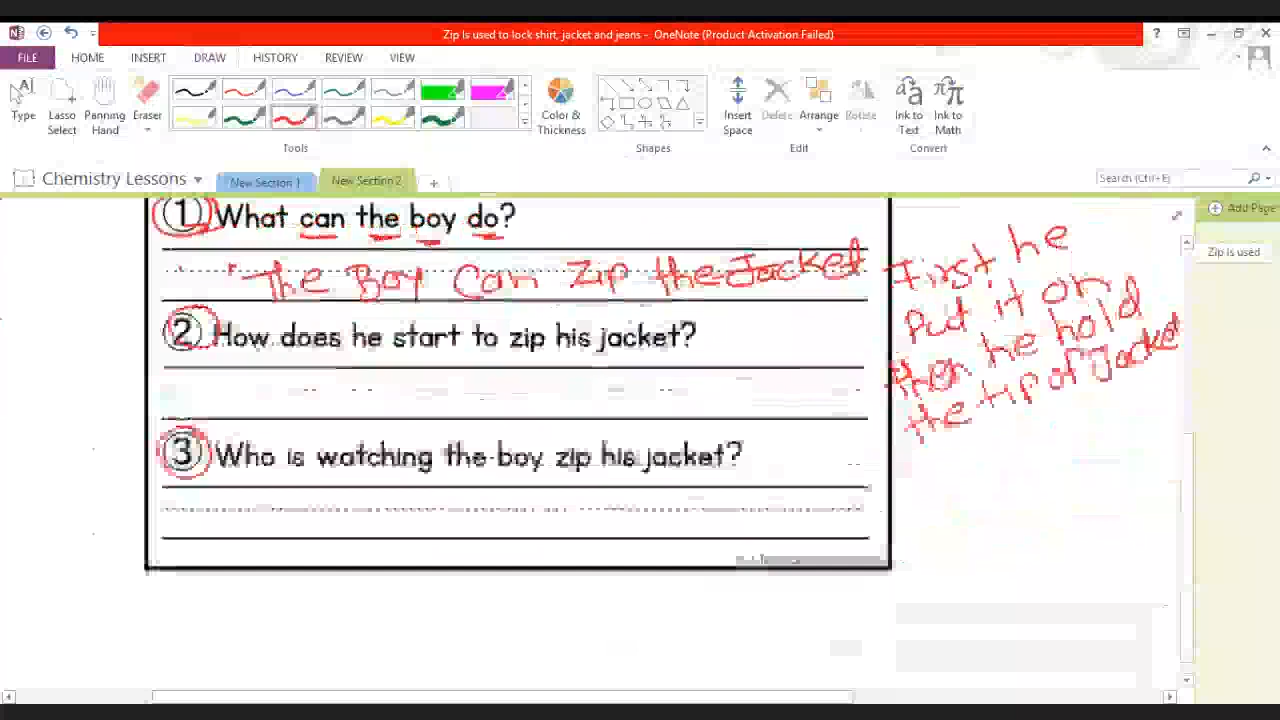 Zip is used to lock shirt, jacket and jeans - OneNote (Product Activation Failed)
FILE HOME INSERT DRAW HISTORY REVIEW VIEW
Type
Lasso Select
Panning Hand
Eraser
Color & Thickness
Insert Space
Delete
Arrange
Rotate
Ink to Text
Ink to Math
Tools
Shapes
Edit
Convert
Chemistry Lessons
New Section 1
New Section 2
Search (Ctrl+E)
Add Page
Zip is used
1 What can the boy do?
The Boy Can Zip the Jacket
2 How does he start to zip his jacket?
First, he
Put it on
then he hold
the tip of Jacket
3 Who is watching the boy zip his jacket?